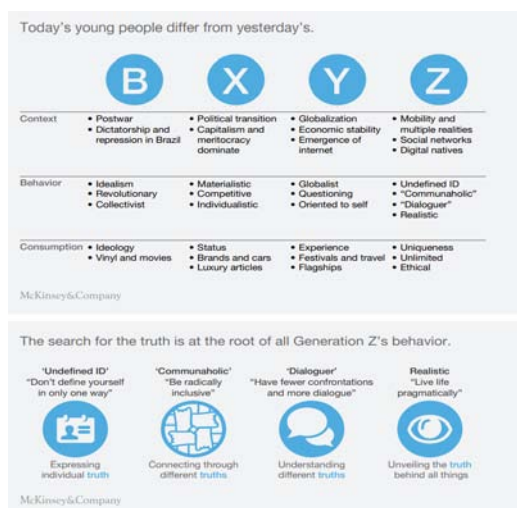 Today's young people differ from yesterday's.
B X Y Z
Context
• Postwar
• Dictatorship and
repression in Brazil
• Political transition
• Capitalism and
meritocracy
dominate
• Globalization
• Economic stability
• Emergence of
internet
• Mobility and
multiple realities
• Social networks
• Digital natives
Behavior
• Idealism
• Revolutionary
• Collectivist
• Materialistic
• Competitive
• Individualistic
• Globalist
• Questioning
• Oriented to self
• Undefined ID
• "Communaholic"
• "Dialoguer"
• Realistic
Consumption
• Ideology
• Vinyl and movies
• Status
• Brands and cars
• Luxury articles
• Experience
• Festivals and travel
• Flagships
• Uniqueness
• Unlimited
• Ethical
McKinsey&Company
The search for the truth is at the root of all Generation Z's behavior.
'Undefined ID'
"Don't define yourself
in only one way"
Expressing
individual truth
'Communaholic'
"Be radically
inclusive"
Connecting through
different truths
'Dialoguer'
"Have fewer confrontations
and more dialogue"
Understanding
different truths
Realistic
"Live life
pragmatically"
Unveiling the truth
behind all things
McKinsey&Company